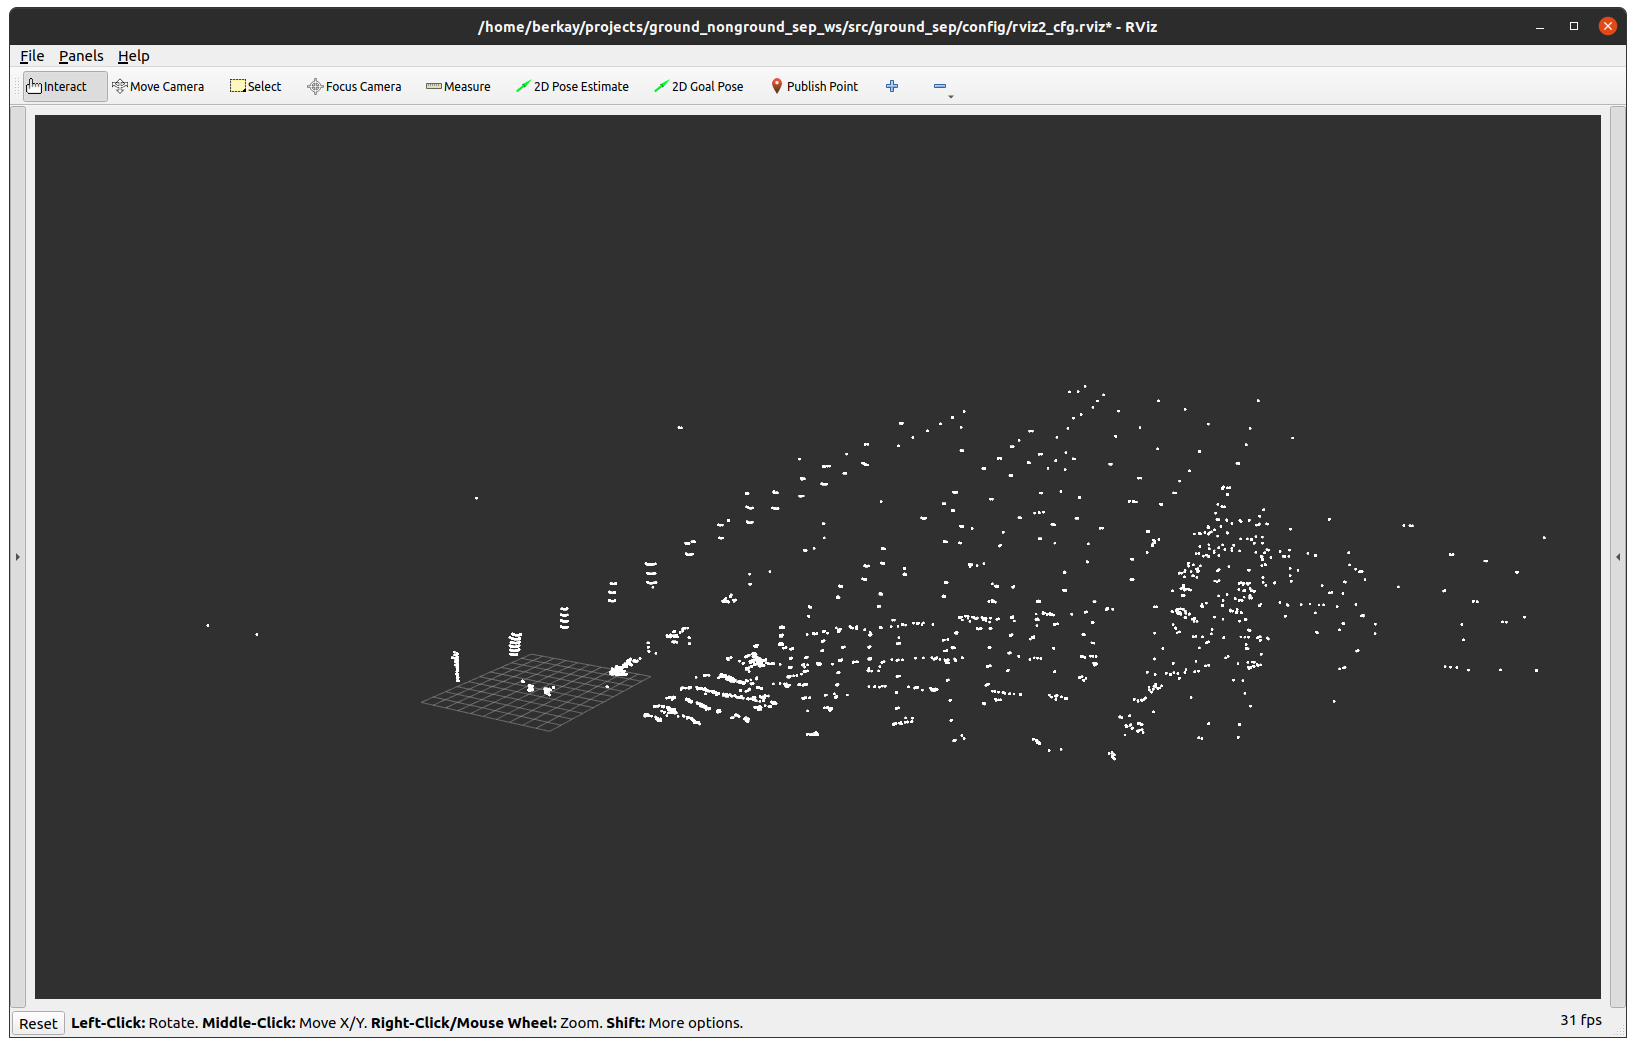 /home/berkay/projects/ground_nonground_sep_ws/src/ground_sep/config/rviz2_cfg.rviz* - RViz
File Panels Help
Interact Move Camera Select Focus Camera Measure 2D Pose Estimate 2D Goal Pose Publish Point
Reset Left-Click: Rotate. Middle-Click: Move X/Y. Right-Click/Mouse Wheel: Zoom. Shift: More options. 31 fps